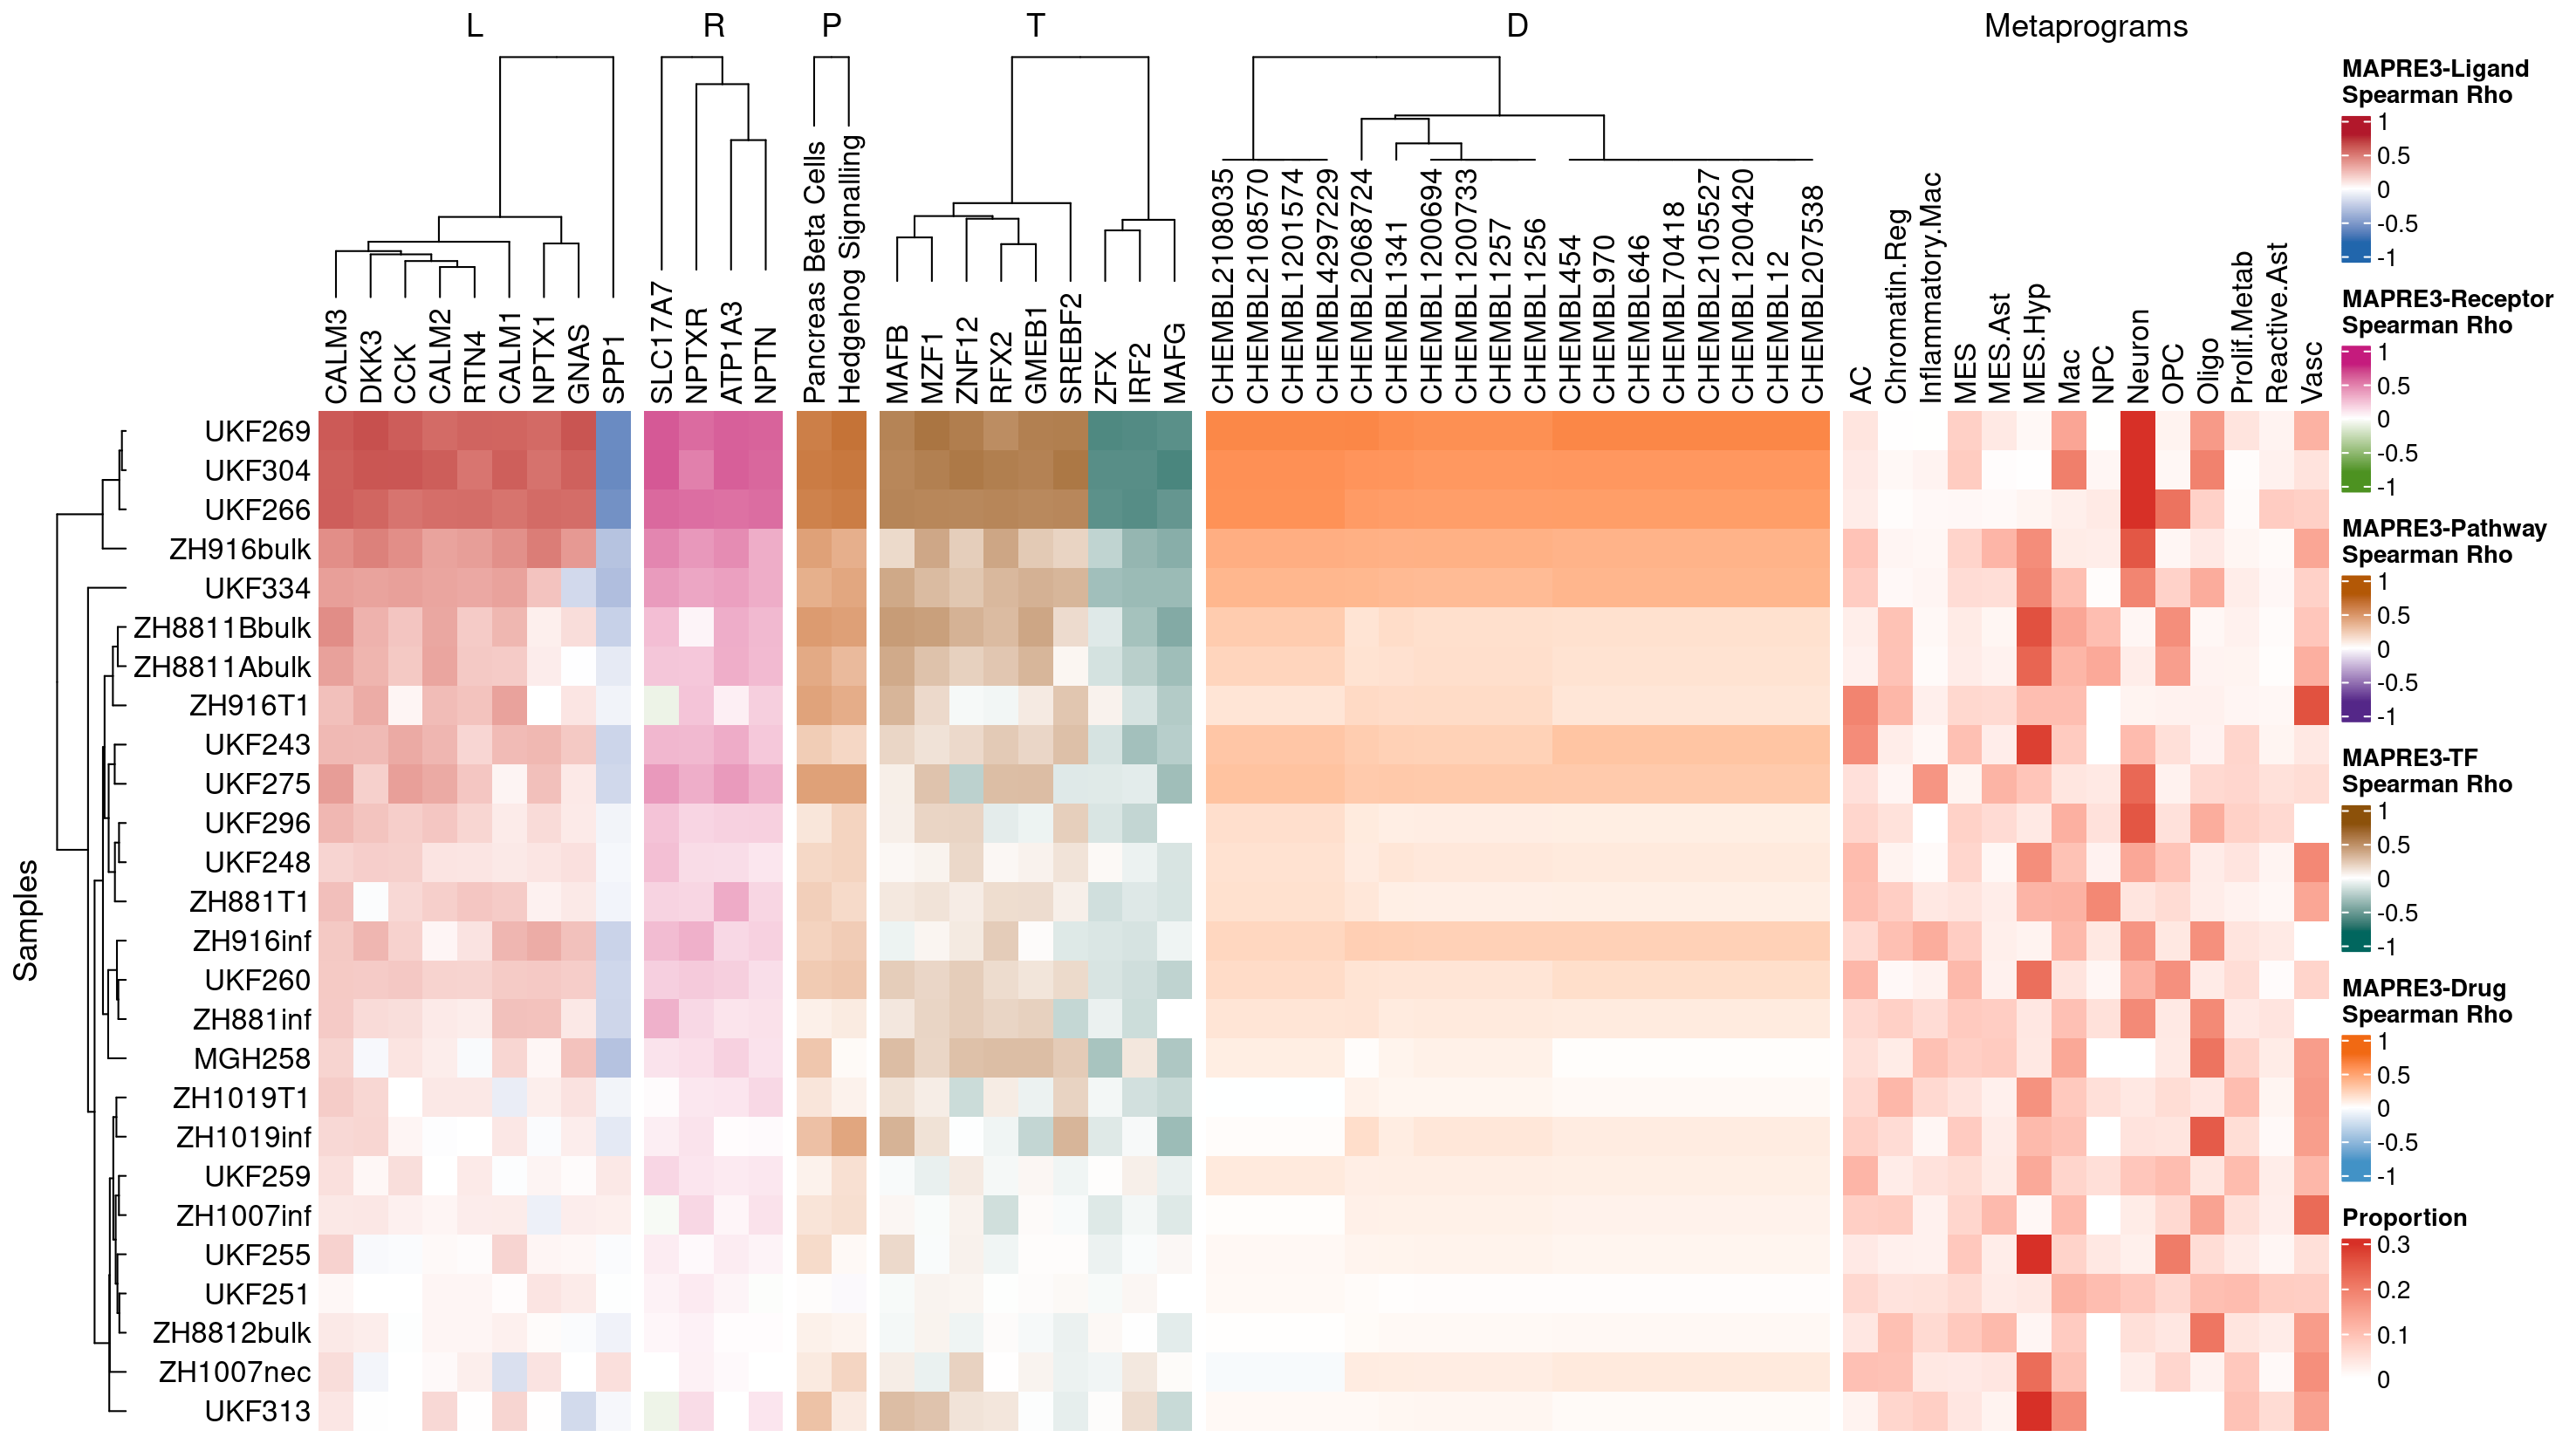 L R P T D Metaprograms
CALM3
DKK3
CCK
CALM2
RTN4
CALM1
NPTX1
GNAS
SPP1
SLC17A7
NPTXR
ATP1A3
NPTN
Pancreas Beta Cells
Hedgehog Signalling
MAFB
MZF1
ZNF12
RFX2
GMEB1
SREBF2
ZFX
IRF2
MAFG
CHEMBL2108035
CHEMBL2108570
CHEMBL1201574
CHEMBL4297229
CHEMBL2068724
CHEMBL1341
CHEMBL1200694
CHEMBL1200733
CHEMBL1257
CHEMBL1256
CHEMBL454
CHEMBL970
CHEMBL646
CHEMBL70418
CHEMBL2105527
CHEMBL1200420
CHEMBL12
CHEMBL207538
AC
Chromatin.Reg
Inflammatory.Mac
MES
MES.Ast
MES.Hyp
Mac
NPC
Neuron
OPC
Oligo
Prolif.Metab
Reactive.Ast
Vasc
Samples
UKF269
UKF304
UKF266
ZH916bulk
UKF334
ZH8811Bbulk
ZH8811Abulk
ZH916T1
UKF243
UKF275
UKF296
UKF248
ZH881T1
ZH916inf
UKF260
ZH881inf
MGH258
ZH1019T1
ZH1019inf
UKF259
ZH1007inf
UKF255
UKF251
ZH8812bulk
ZH1007nec
UKF313
MAPRE3-Ligand
Spearman Rho
1
0.5
0
-0.5
-1
MAPRE3-Receptor
Spearman Rho
1
0.5
0
-0.5
-1
MAPRE3-Pathway
Spearman Rho
1
0.5
0
-0.5
-1
MAPRE3-TF
Spearman Rho
1
0.5
0
-0.5
-1
MAPRE3-Drug
Spearman Rho
1
0.5
0
-0.5
-1
Proportion
0.3
0.2
0.1
0